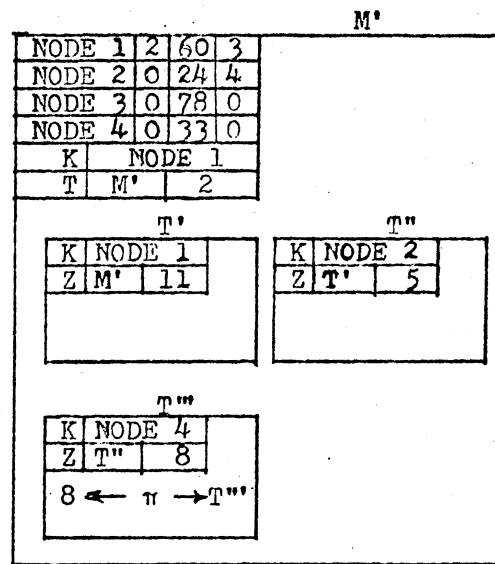 M'
NODE 1 2 60 3
NODE 2 0 24 4
NODE 3 0 78 0
NODE 4 0 33 0
K NODE 1
T M' 2
T' T"
K NODE 1 K NODE 2
Z M' 11 Z T' 5
T"'
K NODE 4
Z T" 8
8 ← π → T"'